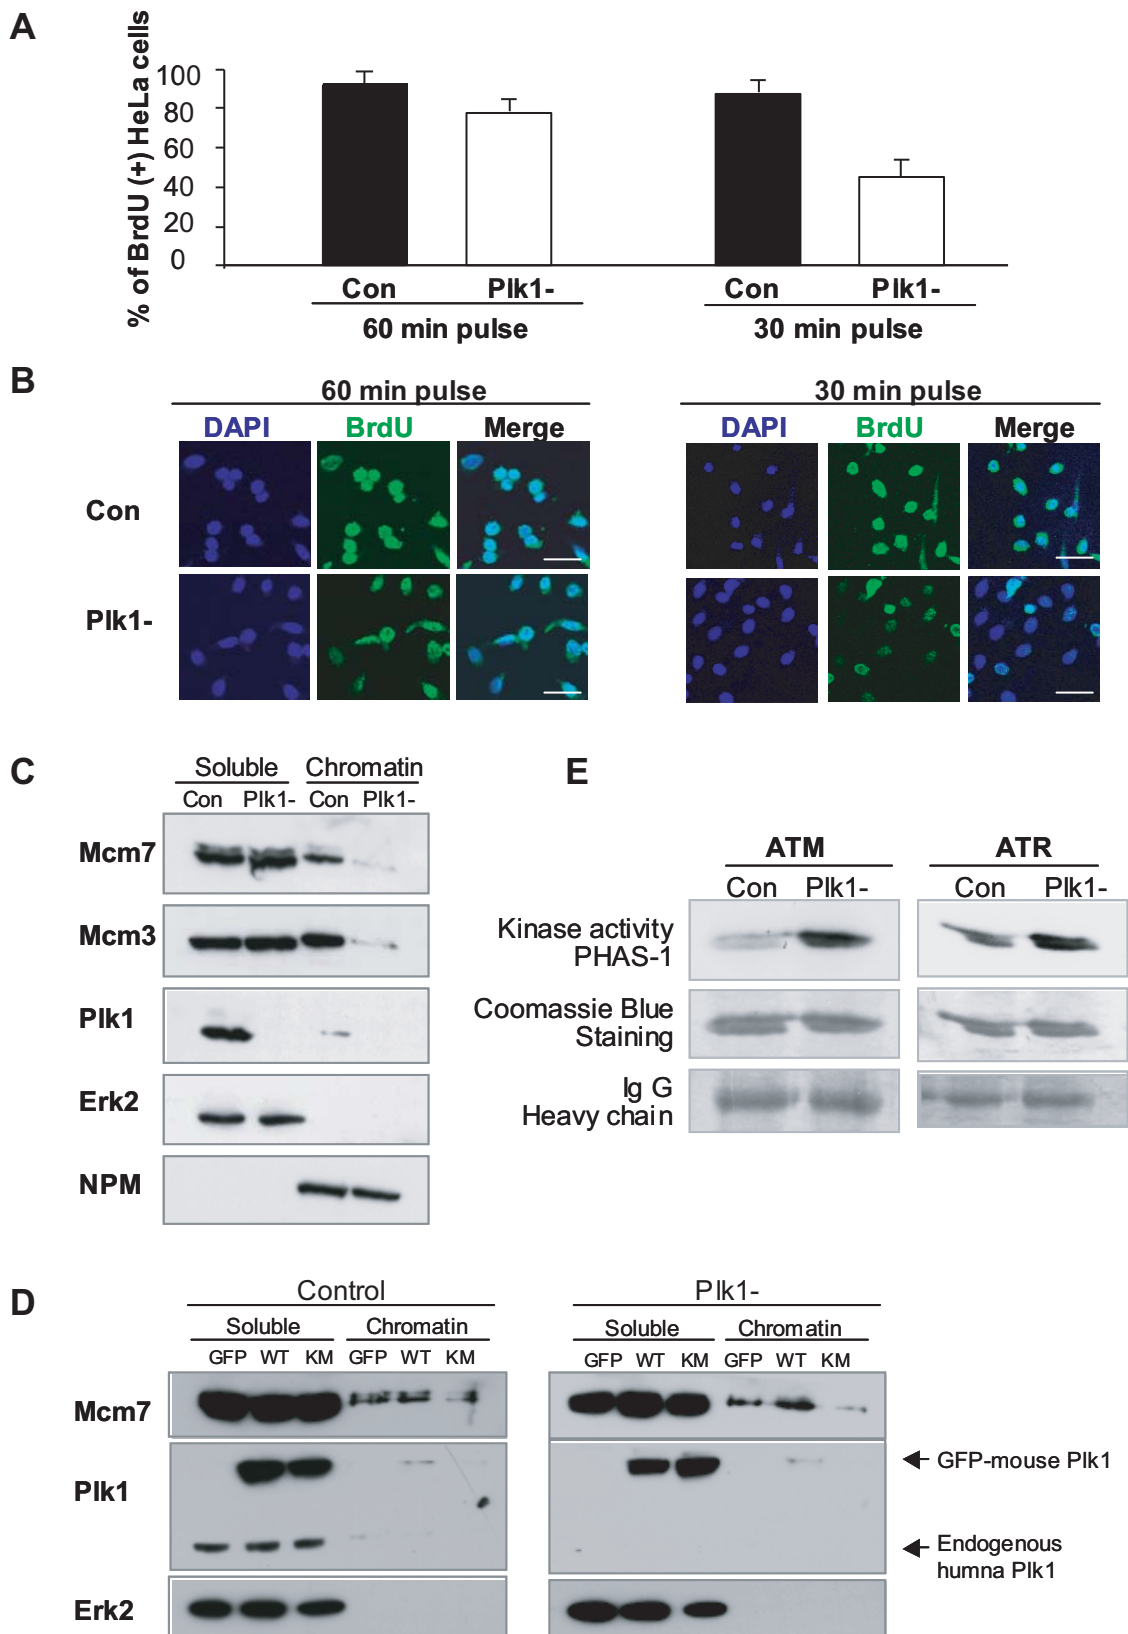 A
% of BrdU (+) HeLa cells
100
80
60
40
20
0
Con Plk1- Con Plk1-
60 min pulse 30 min pulse
B
60 min pulse 30 min pulse
DAPI BrdU Merge DAPI BrdU Merge
Con
Plk1-
C
Soluble Chromatin
Con Plk1- Con Plk1-
Mcm7
Mcm3
Plk1
Erk2
NPM
E
ATM ATR
Con Plk1- Con Plk1-
Kinase activity
PHAS-1
Coomassie Blue
Staining
Ig G
Heavy chain
D
Control Plk1-
Soluble Chromatin Soluble Chromatin
GFP WT KM GFP WT KM GFP WT KM GFP WT KM
Mcm7
Plk1
GFP-mouse Plk1
Endogenous
humna Plk1
Erk2